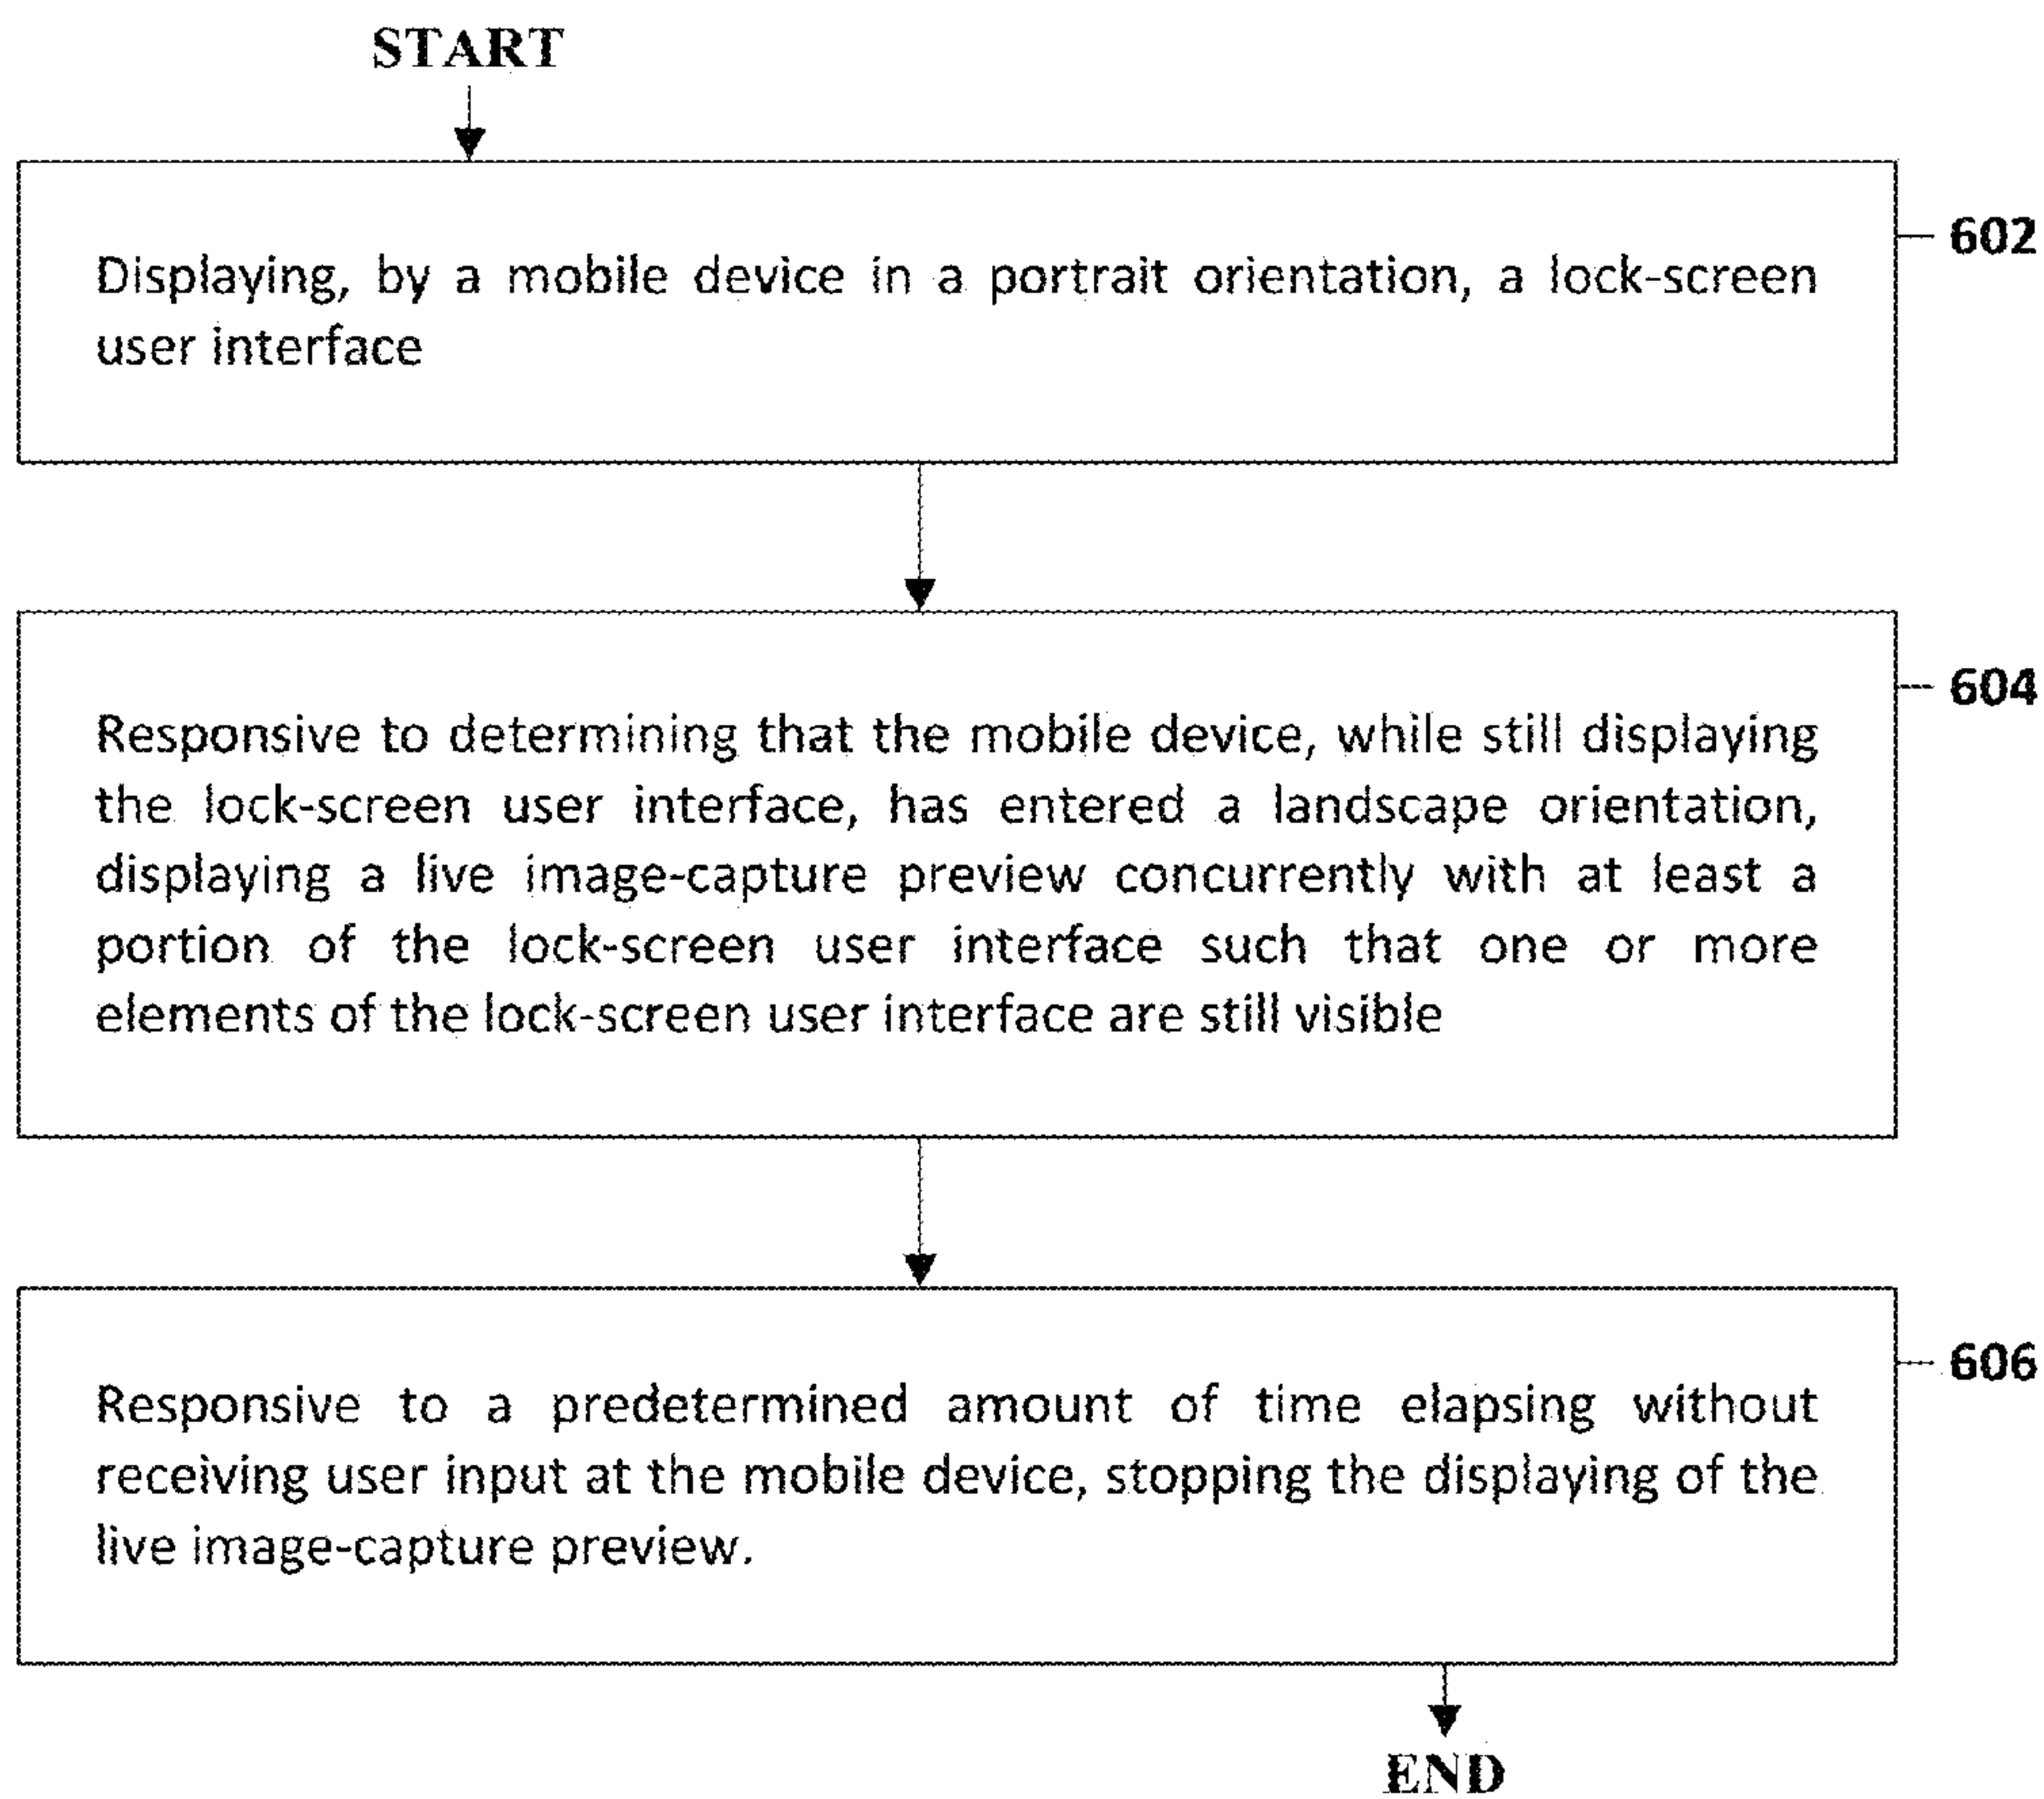 START
602
Displaying, by a mobile device in a portrait orientation, a lock-screen
user interface
604
Responsive to determining that the mobile device, while still displaying
the lock-screen user interface, has entered a landscape orientation,
displaying a live image-capture preview concurrently with at least a
portion of the lock-screen user interface such that one or more
elements of the lock-screen user interface are still visible
606
Responsive to a predetermined amount of time elapsing without
receiving user input at the mobile device, stopping the displaying of the
live image-capture preview.
END